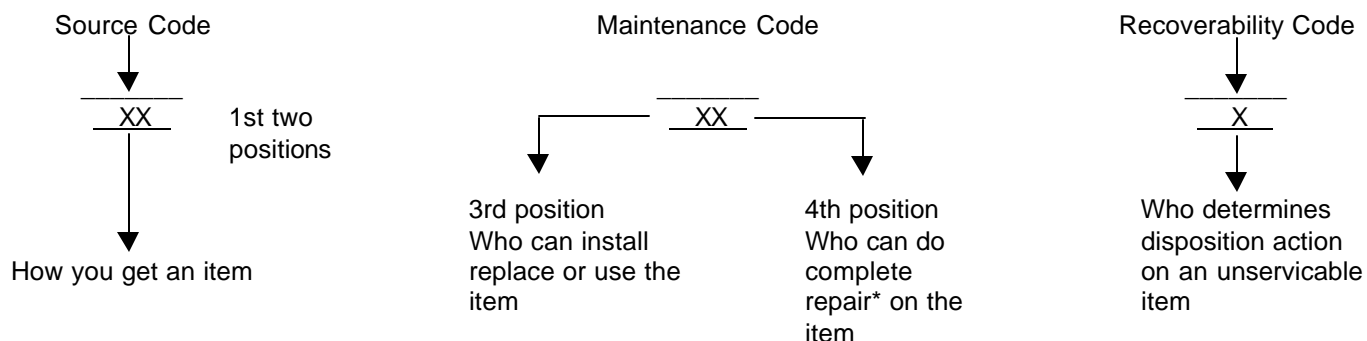 Source Code
Maintenance Code
Recoverability Code
XX
1st two
positions
XX
X
3rd position
Who can install
replace or use the
item
4th position
Who can do
complete
repair* on the
item
Who determines
disposition action
on an unservicable
item
How you get an item